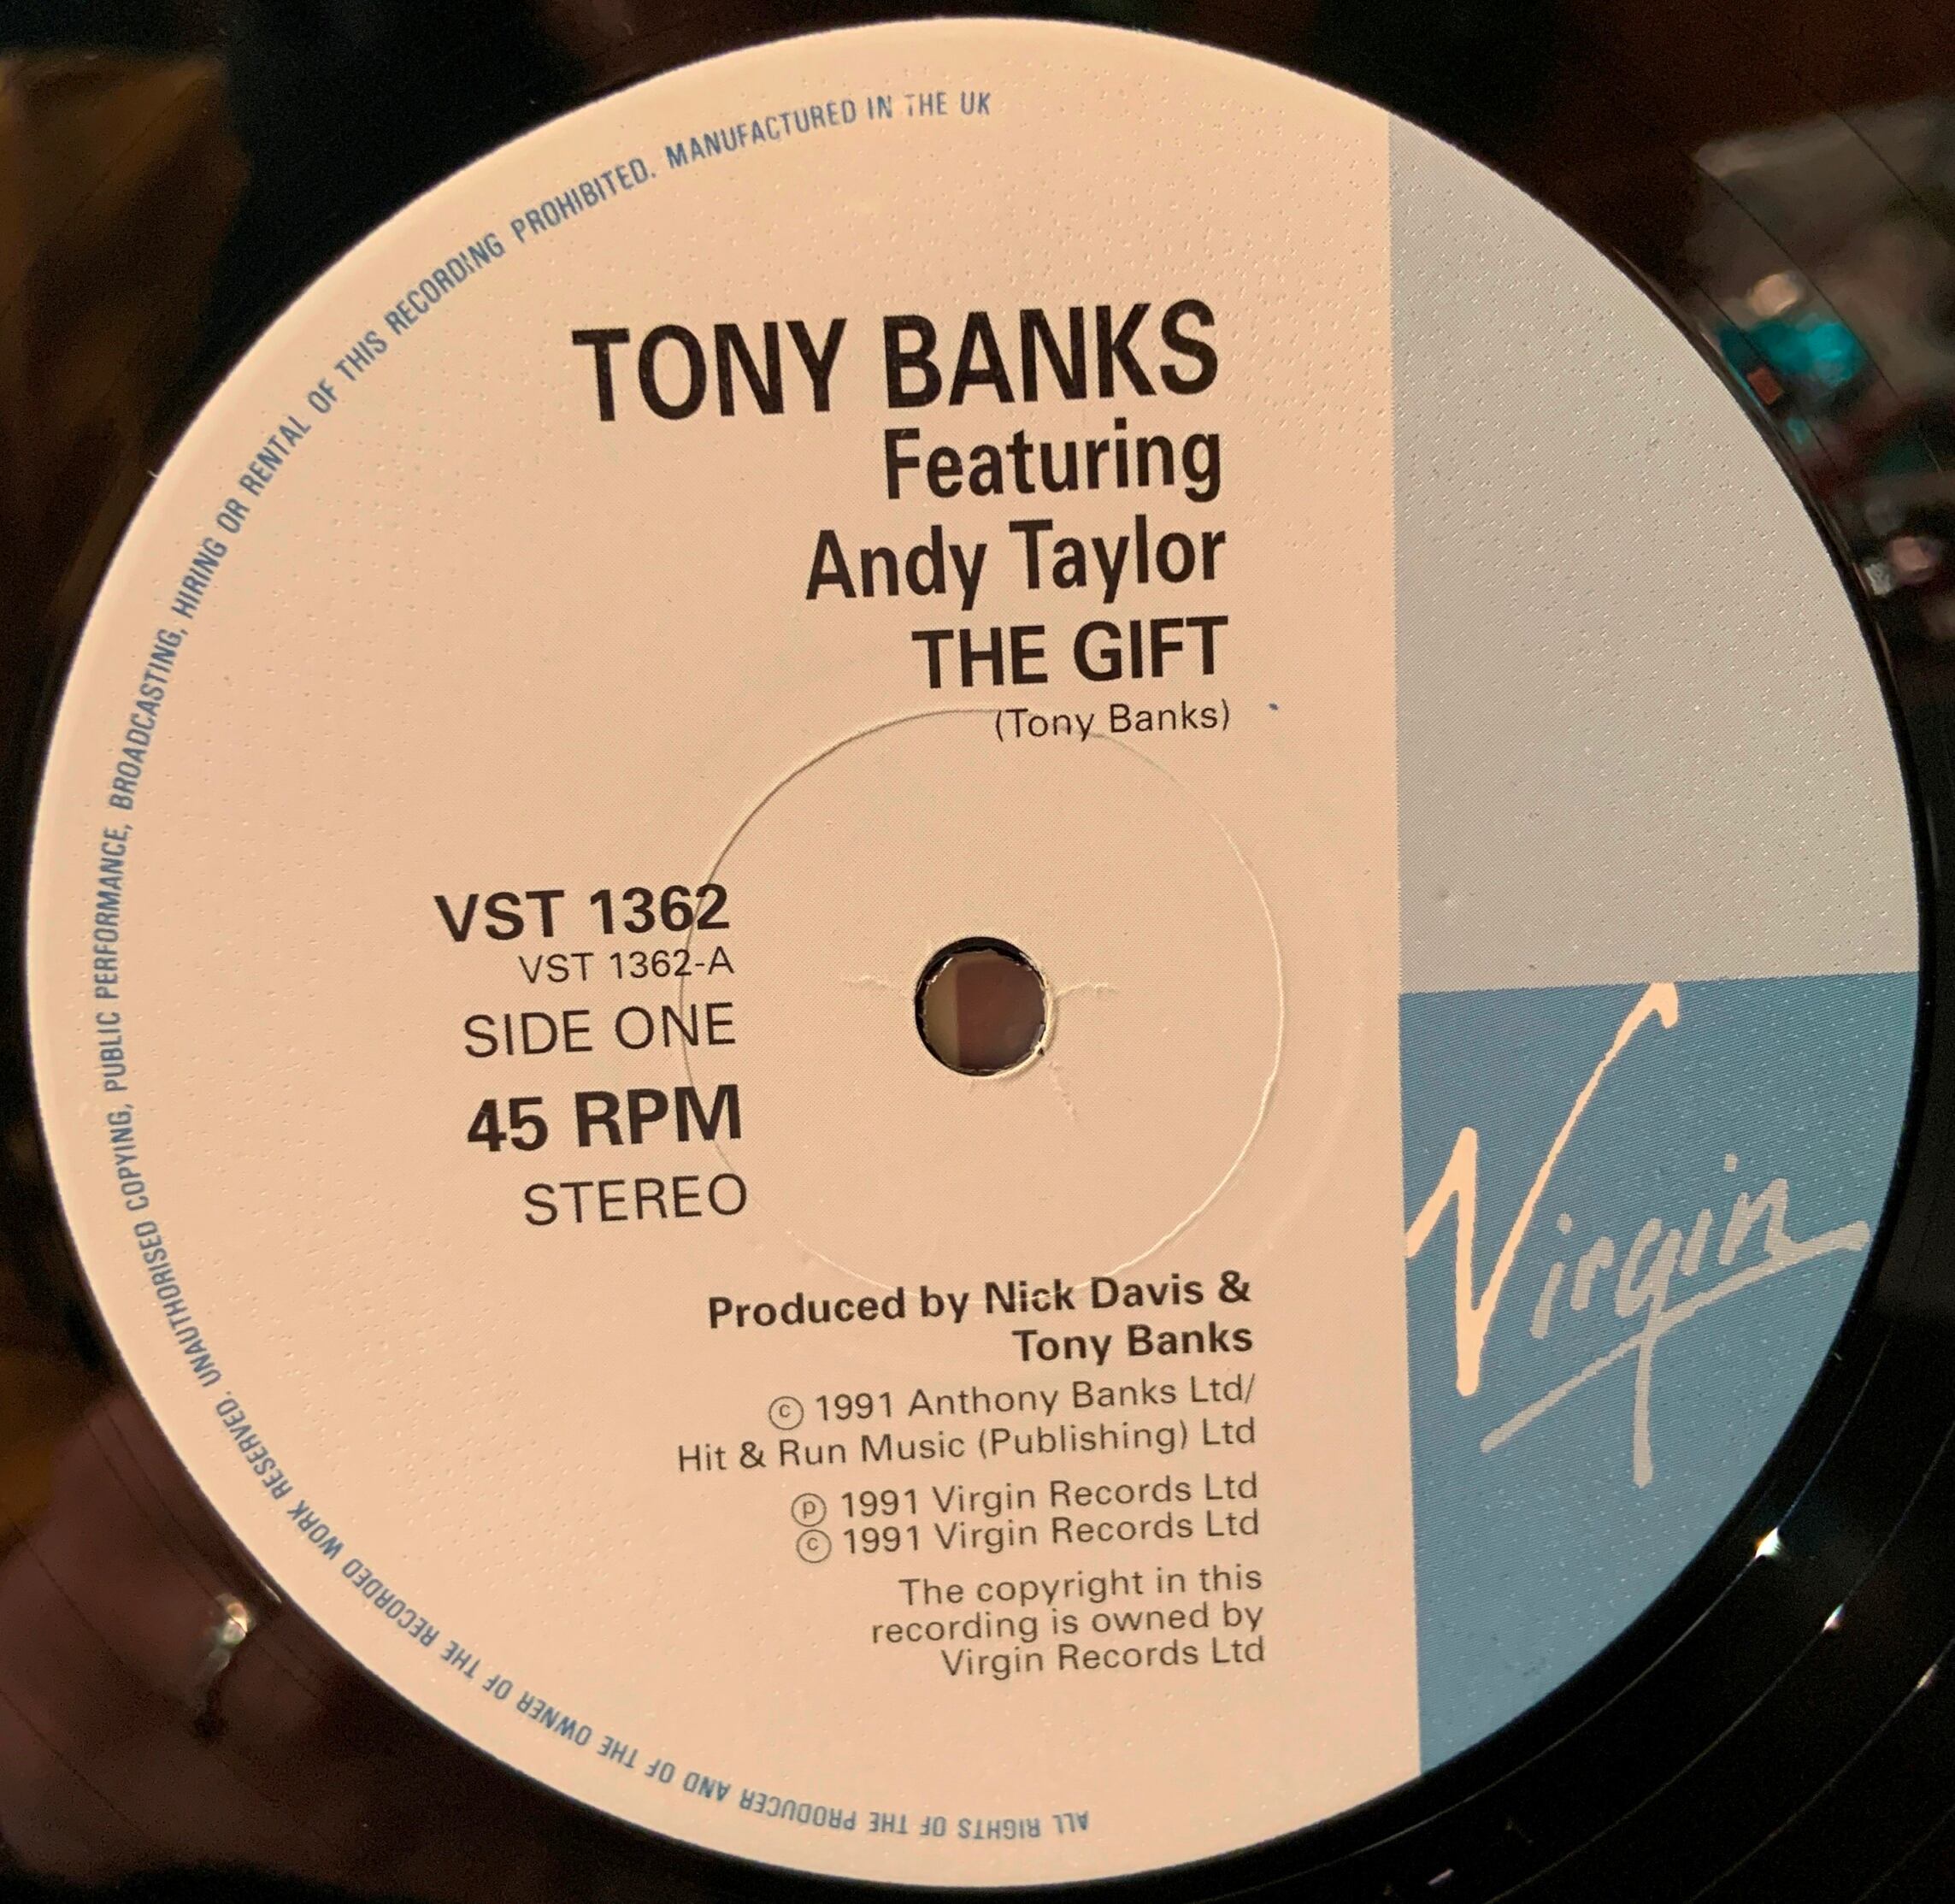 TONY BANKS
Featuring
Andy Taylor
THE GIFT
(Tony Banks)
VST 1362
VST 1362-A
SIDE ONE
45 RPM
STEREO
Produced by Nick Davis &
Tony Banks
© 1991 Anthony Banks Ltd/
Hit & Run Music (Publishing) Ltd
℗ 1991 Virgin Records Ltd
© 1991 Virgin Records Ltd
The copyright in this
recording is owned by
Virgin Records Ltd
Virgin
ALL RIGHTS OF THE PRODUCER AND OF THE OWNER OF THE RECORDED WORK RESERVED. UNAUTHORISED COPYING, PUBLIC PERFORMANCE, BROADCASTING, HIRING OR RENTAL OF THIS RECORDING PROHIBITED. MANUFACTURED IN THE UK